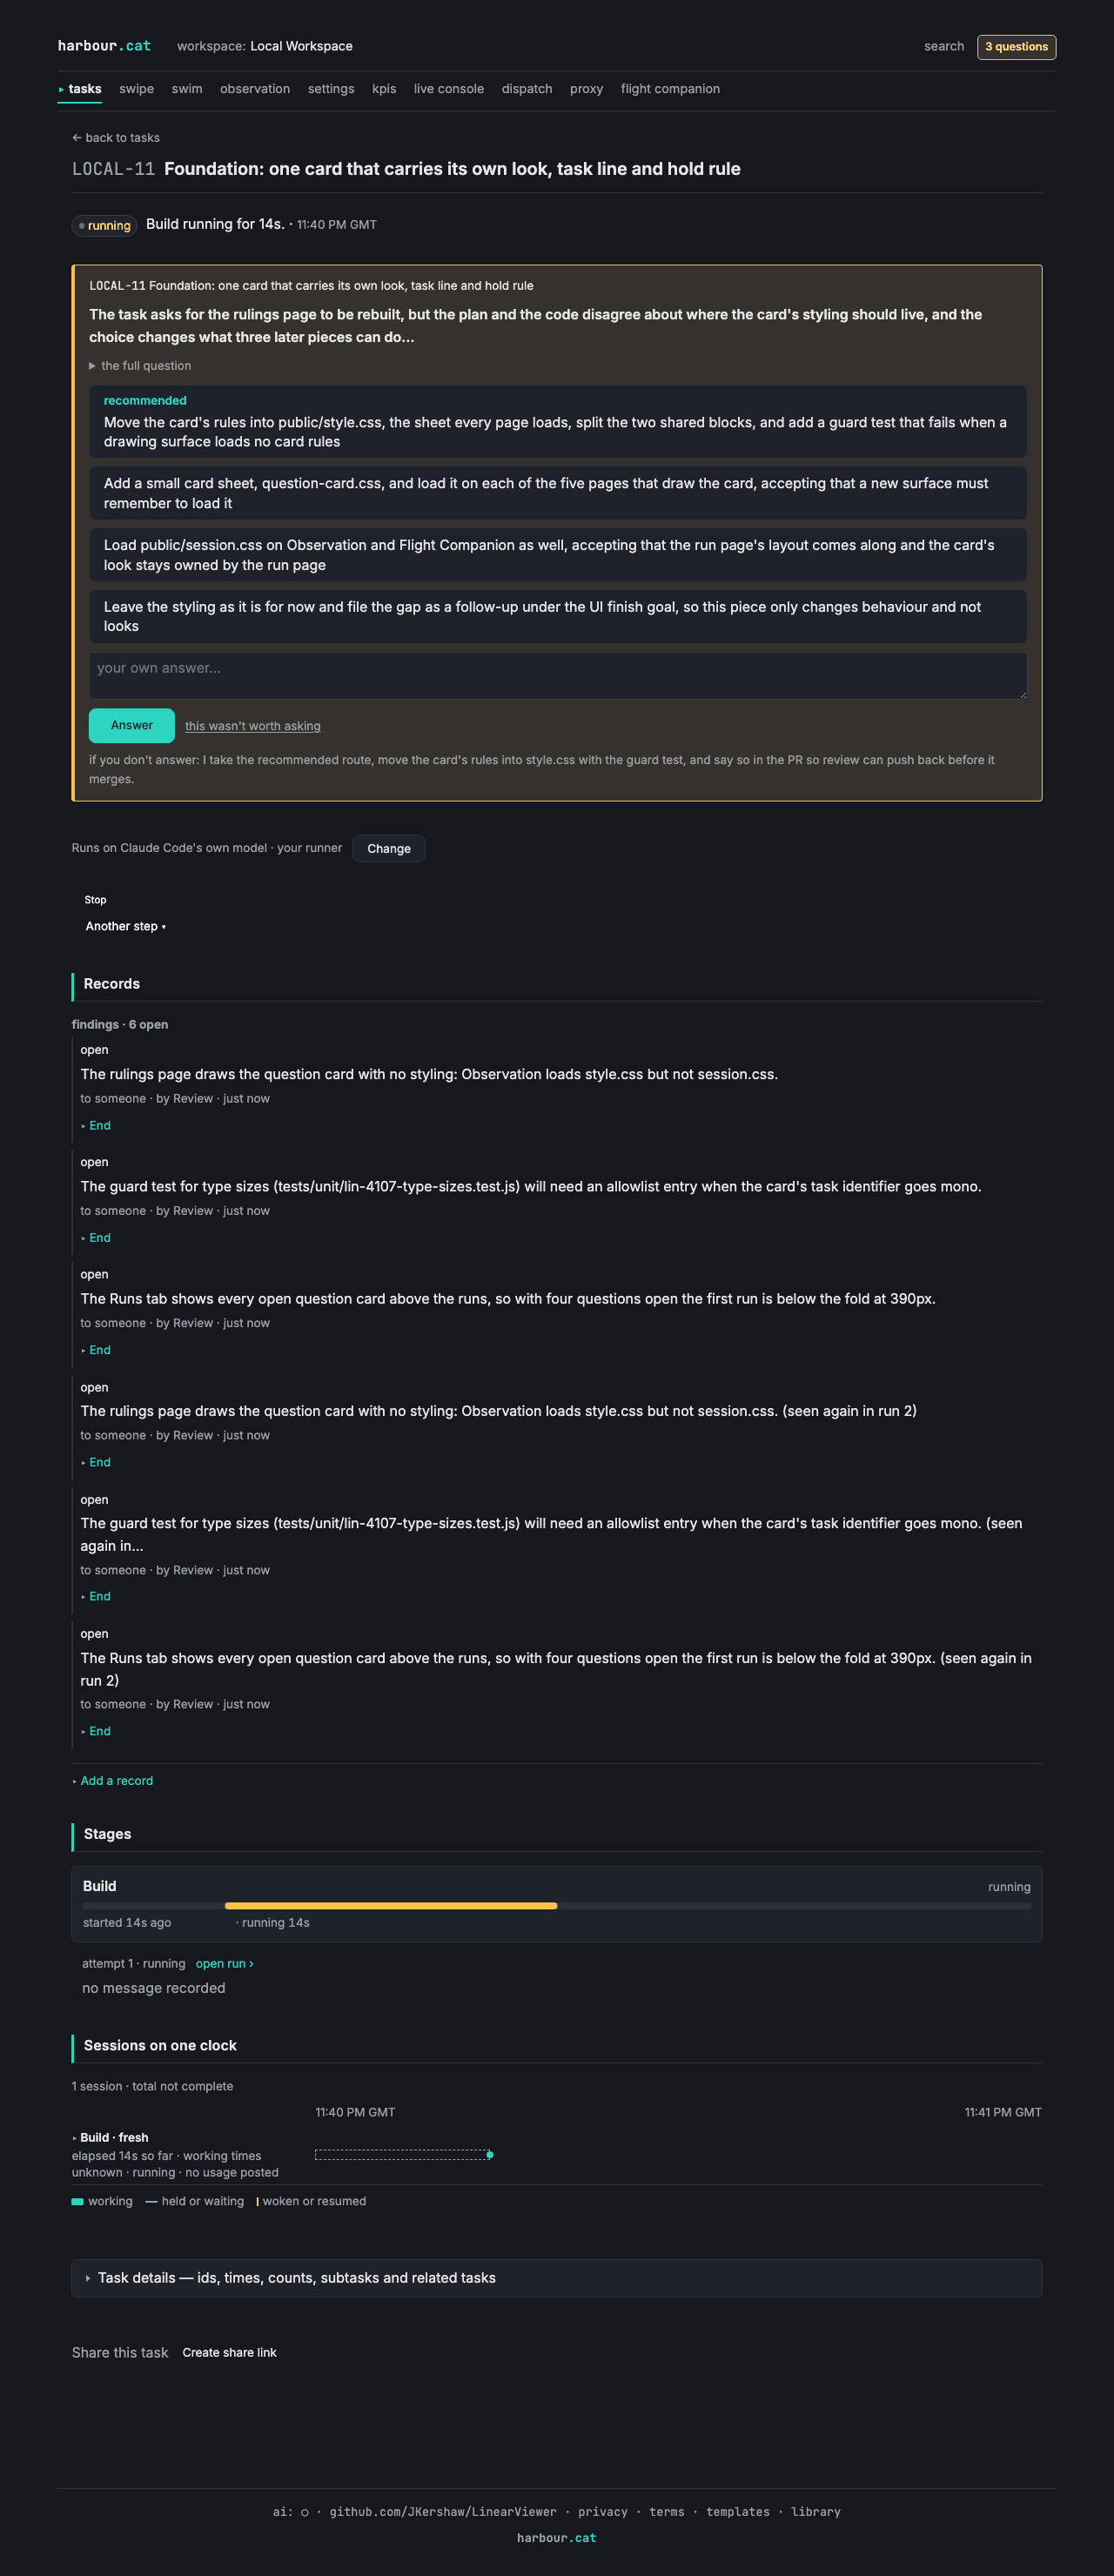 harbour.cat workspace: Local Workspace search 3 questions
▸ tasks swipe swim observation settings kpis live console dispatch proxy flight companion
← back to tasks
LOCAL-11 Foundation: one card that carries its own look, task line and hold rule
running Build running for 14s. · 11:40 PM GMT
LOCAL-11 Foundation: one card that carries its own look, task line and hold rule
The task asks for the rulings page to be rebuilt, but the plan and the code disagree about where the card's styling should live, and the
choice changes what three later pieces can do...
▶ the full question
recommended
Move the card's rules into public/style.css, the sheet every page loads, split the two shared blocks, and add a guard test that fails when a
drawing surface loads no card rules
Add a small card sheet, question-card.css, and load it on each of the five pages that draw the card, accepting that a new surface must
remember to load it
Load public/session.css on Observation and Flight Companion as well, accepting that the run page's layout comes along and the card's
look stays owned by the run page
Leave the styling as it is for now and file the gap as a follow-up under the UI finish goal, so this piece only changes behaviour and not
looks
your own answer...
Answer this wasn't worth asking
if you don't answer: I take the recommended route, move the card's rules into style.css with the guard test, and say so in the PR so review can push back before it
merges.
Runs on Claude Code's own model · your runner Change
Stop
Another step ▾
Records
findings · 6 open
open
The rulings page draws the question card with no styling: Observation loads style.css but not session.css.
to someone · by Review · just now
▸ End
open
The guard test for type sizes (tests/unit/lin-4107-type-sizes.test.js) will need an allowlist entry when the card's task identifier goes mono.
to someone · by Review · just now
▸ End
open
The Runs tab shows every open question card above the runs, so with four questions open the first run is below the fold at 390px.
to someone · by Review · just now
▸ End
open
The rulings page draws the question card with no styling: Observation loads style.css but not session.css. (seen again in run 2)
to someone · by Review · just now
▸ End
open
The guard test for type sizes (tests/unit/lin-4107-type-sizes.test.js) will need an allowlist entry when the card's task identifier goes mono. (seen
again in...
to someone · by Review · just now
▸ End
open
The Runs tab shows every open question card above the runs, so with four questions open the first run is below the fold at 390px. (seen again in
run 2)
to someone · by Review · just now
▸ End
▸ Add a record
Stages
Build running
started 14s ago · running 14s
attempt 1 · running open run ›
no message recorded
Sessions on one clock
1 session · total not complete
11:40 PM GMT 11:41 PM GMT
▸ Build · fresh
elapsed 14s so far · working times
unknown · running · no usage posted
working held or waiting woken or resumed
▸ Task details — ids, times, counts, subtasks and related tasks
Share this task Create share link
ai: ○ · github.com/JKershaw/LinearViewer · privacy · terms · templates · library
harbour.cat